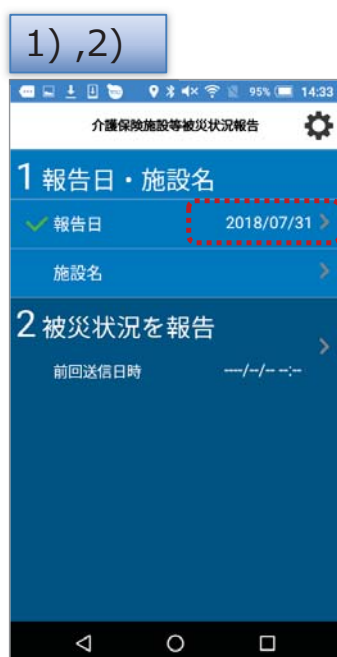 1) ,2)
95% 14:33
介護保険施設等被災状況報告
1 報告日・施設名
報告日 2018/07/31
施設名
2 被災状況を報告
前回送信日時 ----/--/-- --:--